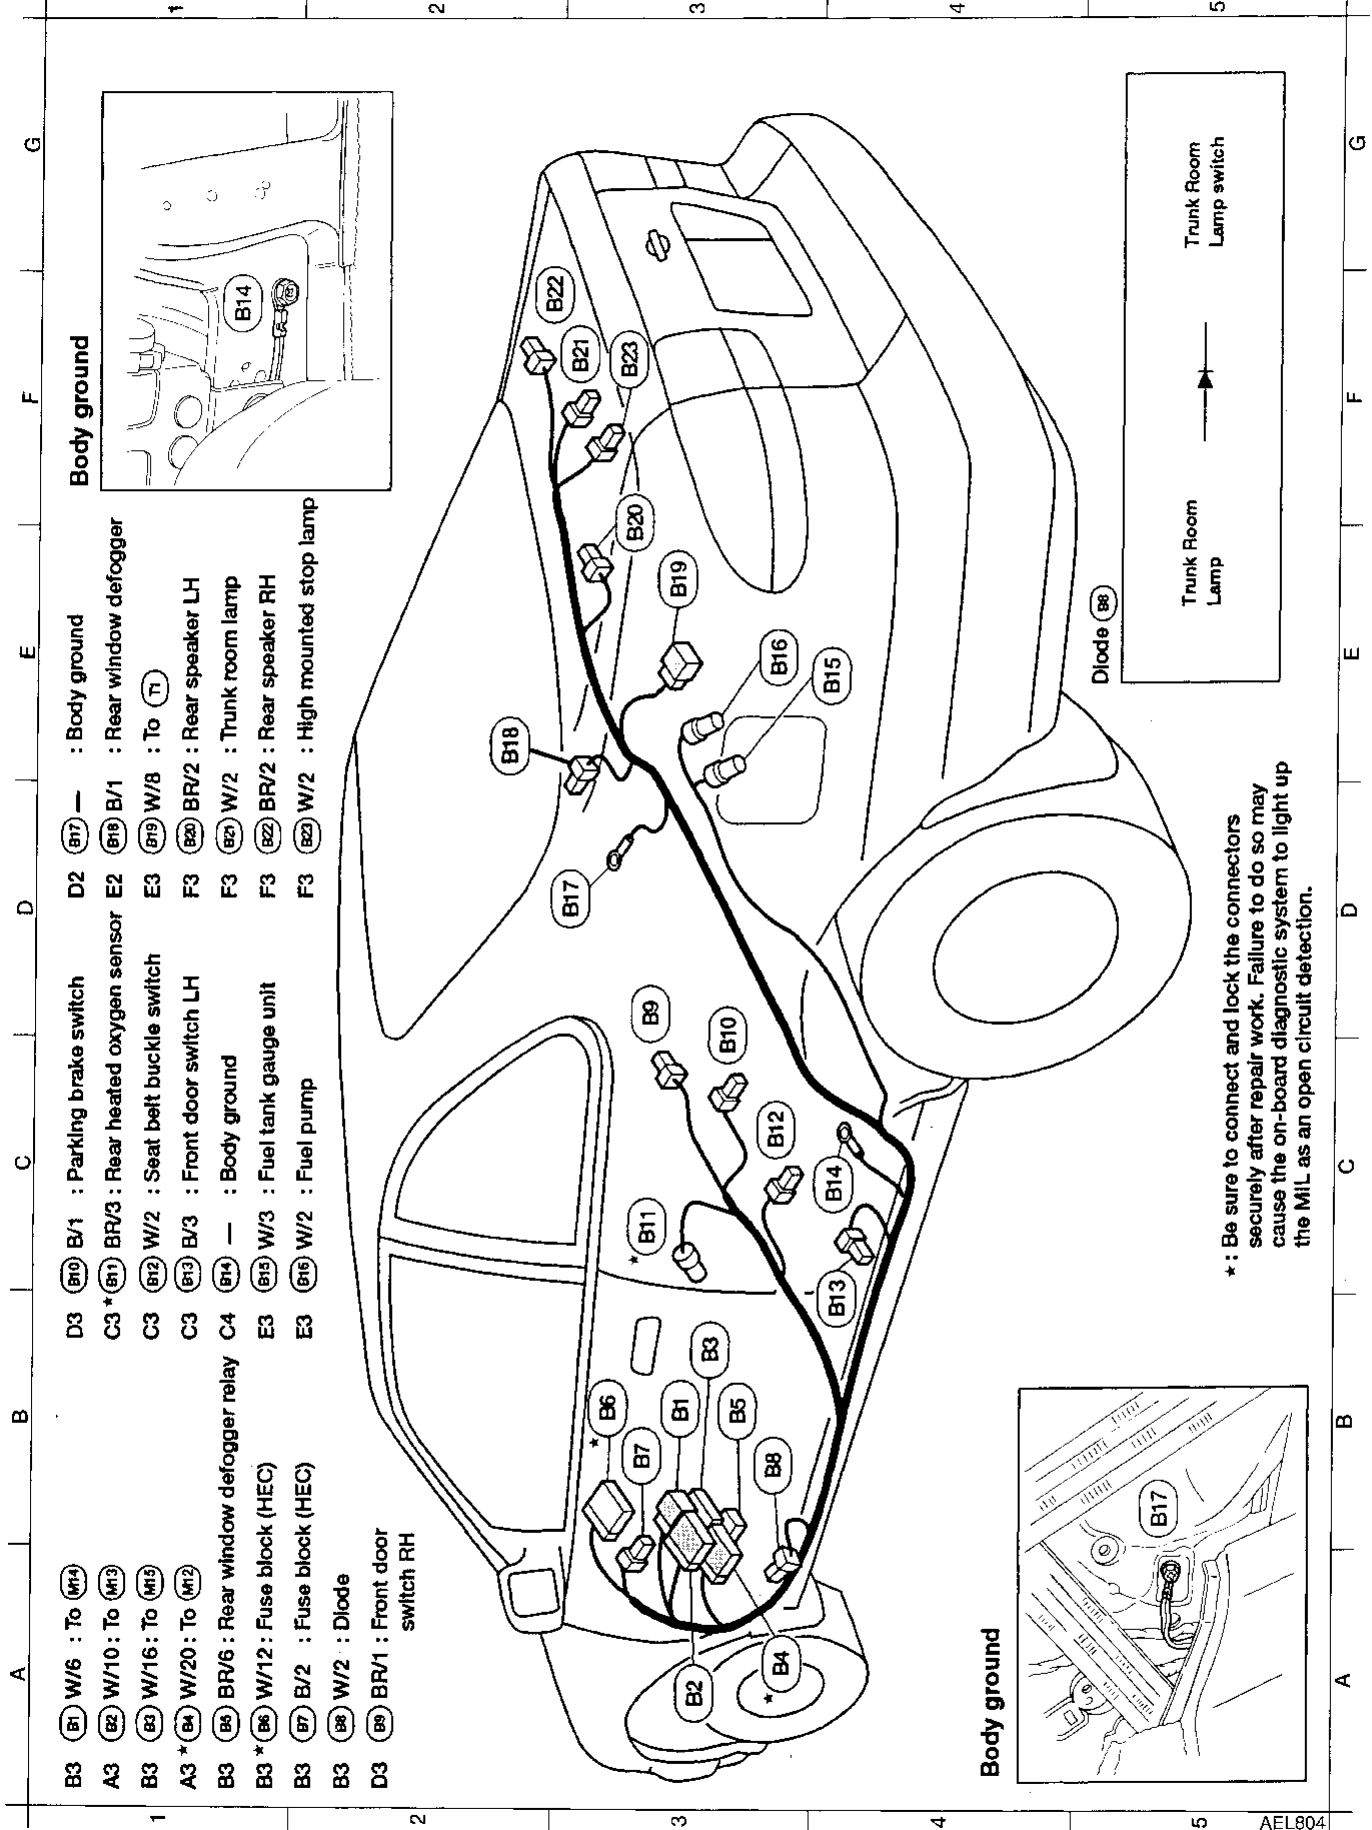 A B C D E F G
1
2
3
4
5
B3 B1 W/6 : To M14
A3 B2 W/10 : To M13
B3 B3 W/16 : To M15
A3 *B4 W/20 : To M12
B3 B5 BR/6 : Rear window defogger relay
B3 *B6 W/12 : Fuse block (HEC)
B3 B7 B/2 : Fuse block (HEC)
B3 B8 W/2 : Diode
D3 B9 BR/1 : Front door
switch RH
D3 B10 B/1 : Parking brake switch
C3 *B11 BR/3 : Rear heated oxygen sensor
C3 B12 W/2 : Seat belt buckle switch
C3 B13 B/3 : Front door switch LH
C4 B14 — : Body ground
E3 B15 W/3 : Fuel tank gauge unit
E3 B16 W/2 : Fuel pump
D2 B17 — : Body ground
E2 B18 B/1 : Rear window defogger
E3 B19 W/8 : To T1
F3 B20 BR/2 : Rear speaker LH
F3 B21 W/2 : Trunk room lamp
F3 B22 BR/2 : Rear speaker RH
F3 B23 W/2 : High mounted stop lamp
Body ground
B14
B22
B21
B23
B20
B19
B18
B16
B15
B17
B9
B10
*B11
B12
B14
B13
*B6
B7
B1
B3
B5
B8
B2
*B4
Body ground
B17
*: Be sure to connect and lock the connectors
securely after repair work. Failure to do so may
cause the on-board diagnostic system to light up
the MIL as an open circuit detection.
Diode B8
Trunk Room
Lamp
Trunk Room
Lamp switch
1
2
3
4
5
A B C D E F G
AEL804